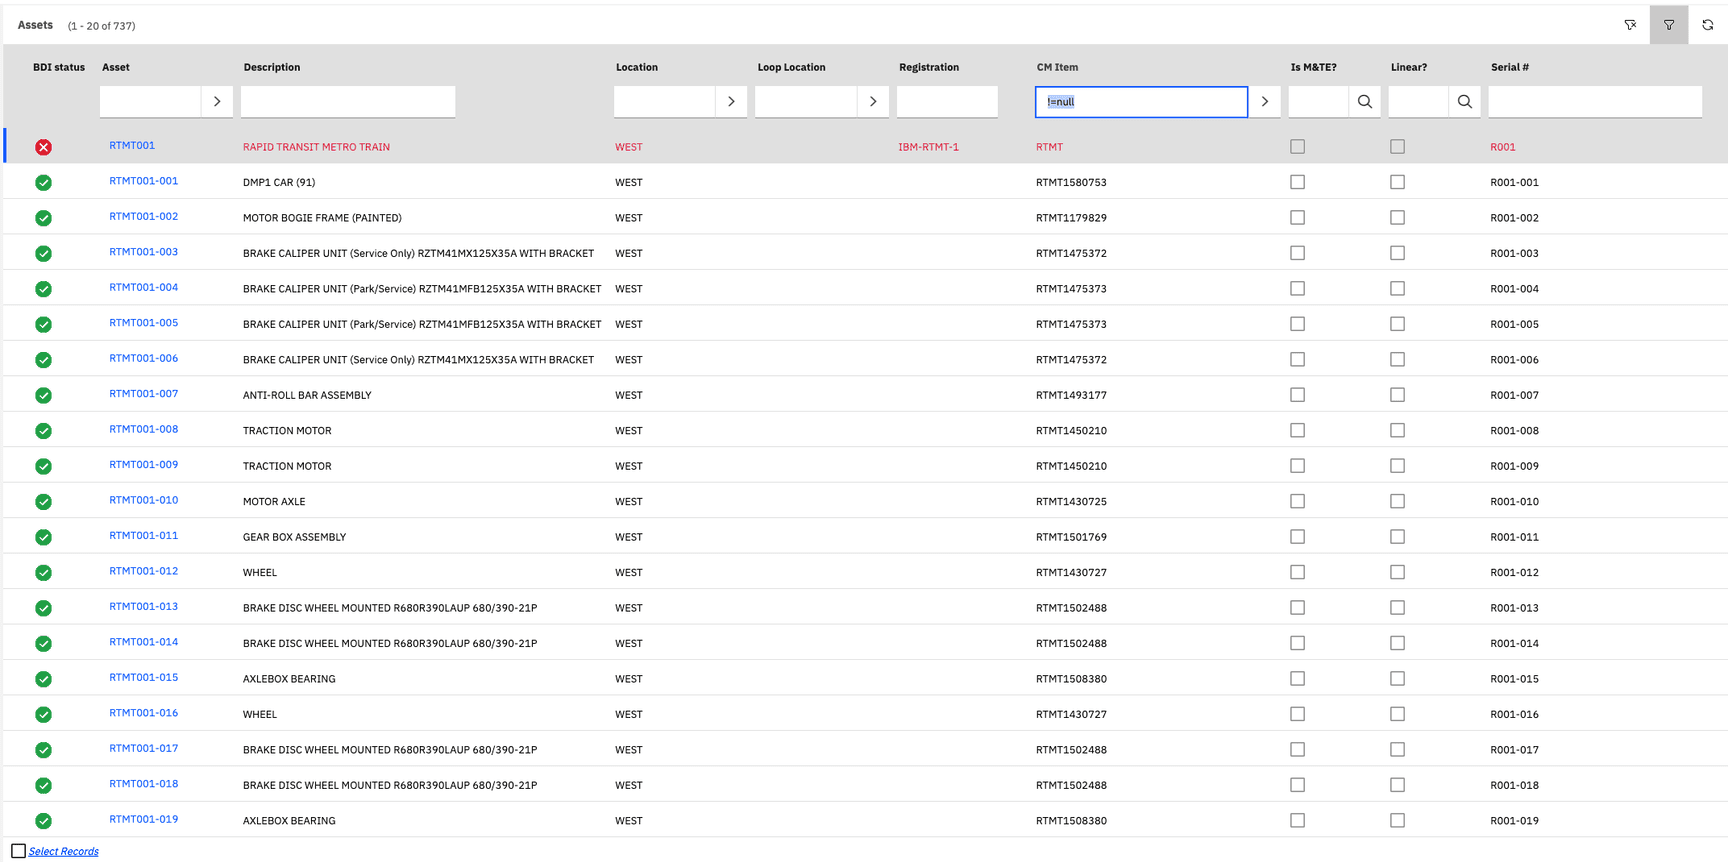 Assets (1 - 20 of 737)
BDI status Asset Description Location Loop Location Registration CM Item Is M&TE? Linear? Serial #
!=null
RTMT001 RAPID TRANSIT METRO TRAIN WEST IBM-RTMT-1 RTMT R001
RTMT001-001 DMP1 CAR (91) WEST RTMT1580753 R001-001
RTMT001-002 MOTOR BOGIE FRAME (PAINTED) WEST RTMT1179829 R001-002
RTMT001-003 BRAKE CALIPER UNIT (Service Only) RZTM41MX125X35A WITH BRACKET WEST RTMT1475372 R001-003
RTMT001-004 BRAKE CALIPER UNIT (Park/Service) RZTM41MFB125X35A WITH BRACKET WEST RTMT1475373 R001-004
RTMT001-005 BRAKE CALIPER UNIT (Park/Service) RZTM41MFB125X35A WITH BRACKET WEST RTMT1475373 R001-005
RTMT001-006 BRAKE CALIPER UNIT (Service Only) RZTM41MX125X35A WITH BRACKET WEST RTMT1475372 R001-006
RTMT001-007 ANTI-ROLL BAR ASSEMBLY WEST RTMT1493177 R001-007
RTMT001-008 TRACTION MOTOR WEST RTMT1450210 R001-008
RTMT001-009 TRACTION MOTOR WEST RTMT1450210 R001-009
RTMT001-010 MOTOR AXLE WEST RTMT1430725 R001-010
RTMT001-011 GEAR BOX ASSEMBLY WEST RTMT1501769 R001-011
RTMT001-012 WHEEL WEST RTMT1430727 R001-012
RTMT001-013 BRAKE DISC WHEEL MOUNTED R680R390LAUP 680/390-21P WEST RTMT1502488 R001-013
RTMT001-014 BRAKE DISC WHEEL MOUNTED R680R390LAUP 680/390-21P WEST RTMT1502488 R001-014
RTMT001-015 AXLEBOX BEARING WEST RTMT1508380 R001-015
RTMT001-016 WHEEL WEST RTMT1430727 R001-016
RTMT001-017 BRAKE DISC WHEEL MOUNTED R680R390LAUP 680/390-21P WEST RTMT1502488 R001-017
RTMT001-018 BRAKE DISC WHEEL MOUNTED R680R390LAUP 680/390-21P WEST RTMT1502488 R001-018
RTMT001-019 AXLEBOX BEARING WEST RTMT1508380 R001-019
Select Records